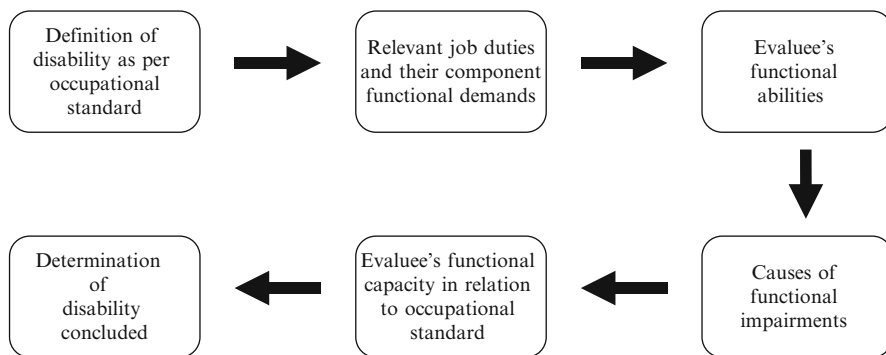 Definition of
disability as per
occupational
standard
Relevant job duties
and their component
functional demands
Evaluee's
functional
abilities
Causes of
functional
impairments
Evaluee's functional
capacity in relation
to occupational
standard
Determination
of
disability
concluded